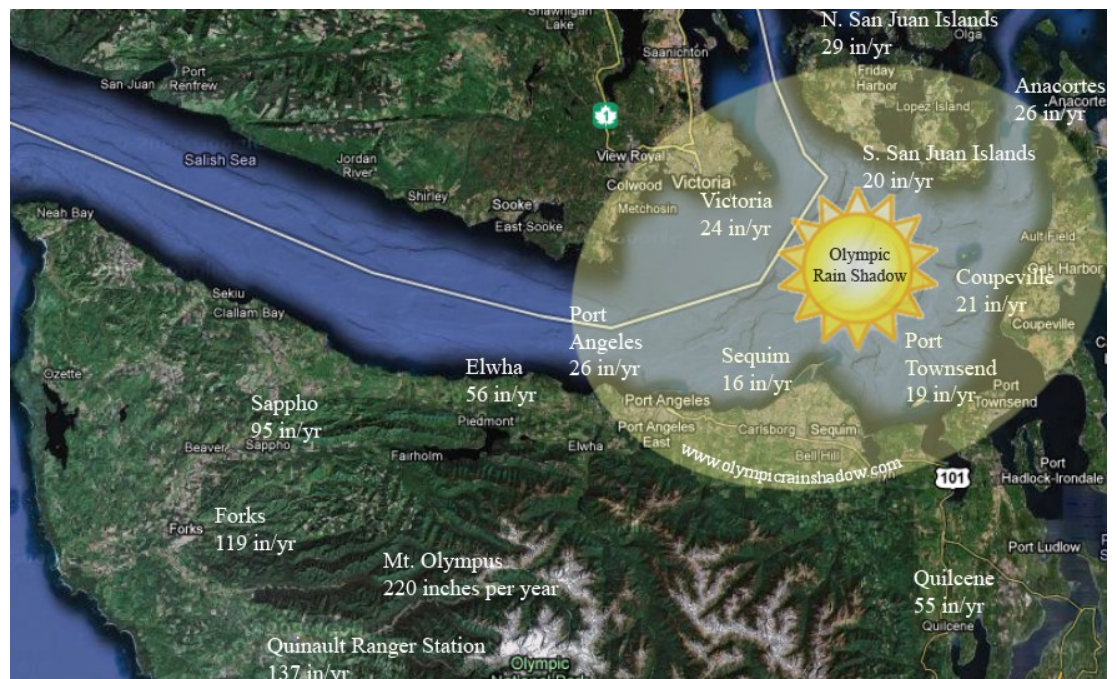 Shawnigan
Lake
N. San Juan Islands
29 in/yr
Olga
Saanichton
Friday
Harbor
Port
Renfrew
San Juan
Anacortes
26 in/yr
Anacortes
Lopez Island
1
Salish Sea
Jordan
River
View Royal
S. San Juan Islands
20 in/yr
Colwood
Victoria
Metchosin
Victoria
24 in/yr
Shirley
Sooke
East Sooke
Neah Bay
Ault Field
Olympic
Rain Shadow
Oak Harbor
Coupeville
21 in/yr
Coupeville
Sekiu
Clallam Bay
Port
Angeles
26 in/yr
Sequim
16 in/yr
Port
Townsend
19 in/yr
Elwha
56 in/yr
Ozette
Port
Townsend
Sappho
95 in/yr
Port Angeles
Piedmont
Port Angeles
East
Carlsborg
Sequim
Beaver
Sappho
Fairholm
Elwha
Bell Hill
www.olympicrainshadow.com
101
Port
Hadlock-Irondale
Forks
119 in/yr
Forks
Port Ludlow
Mt. Olympus
220 inches per year
Quilcene
55 in/yr
Quilcene
Quinault Ranger Station
137 in/yr
Olympic
National Park